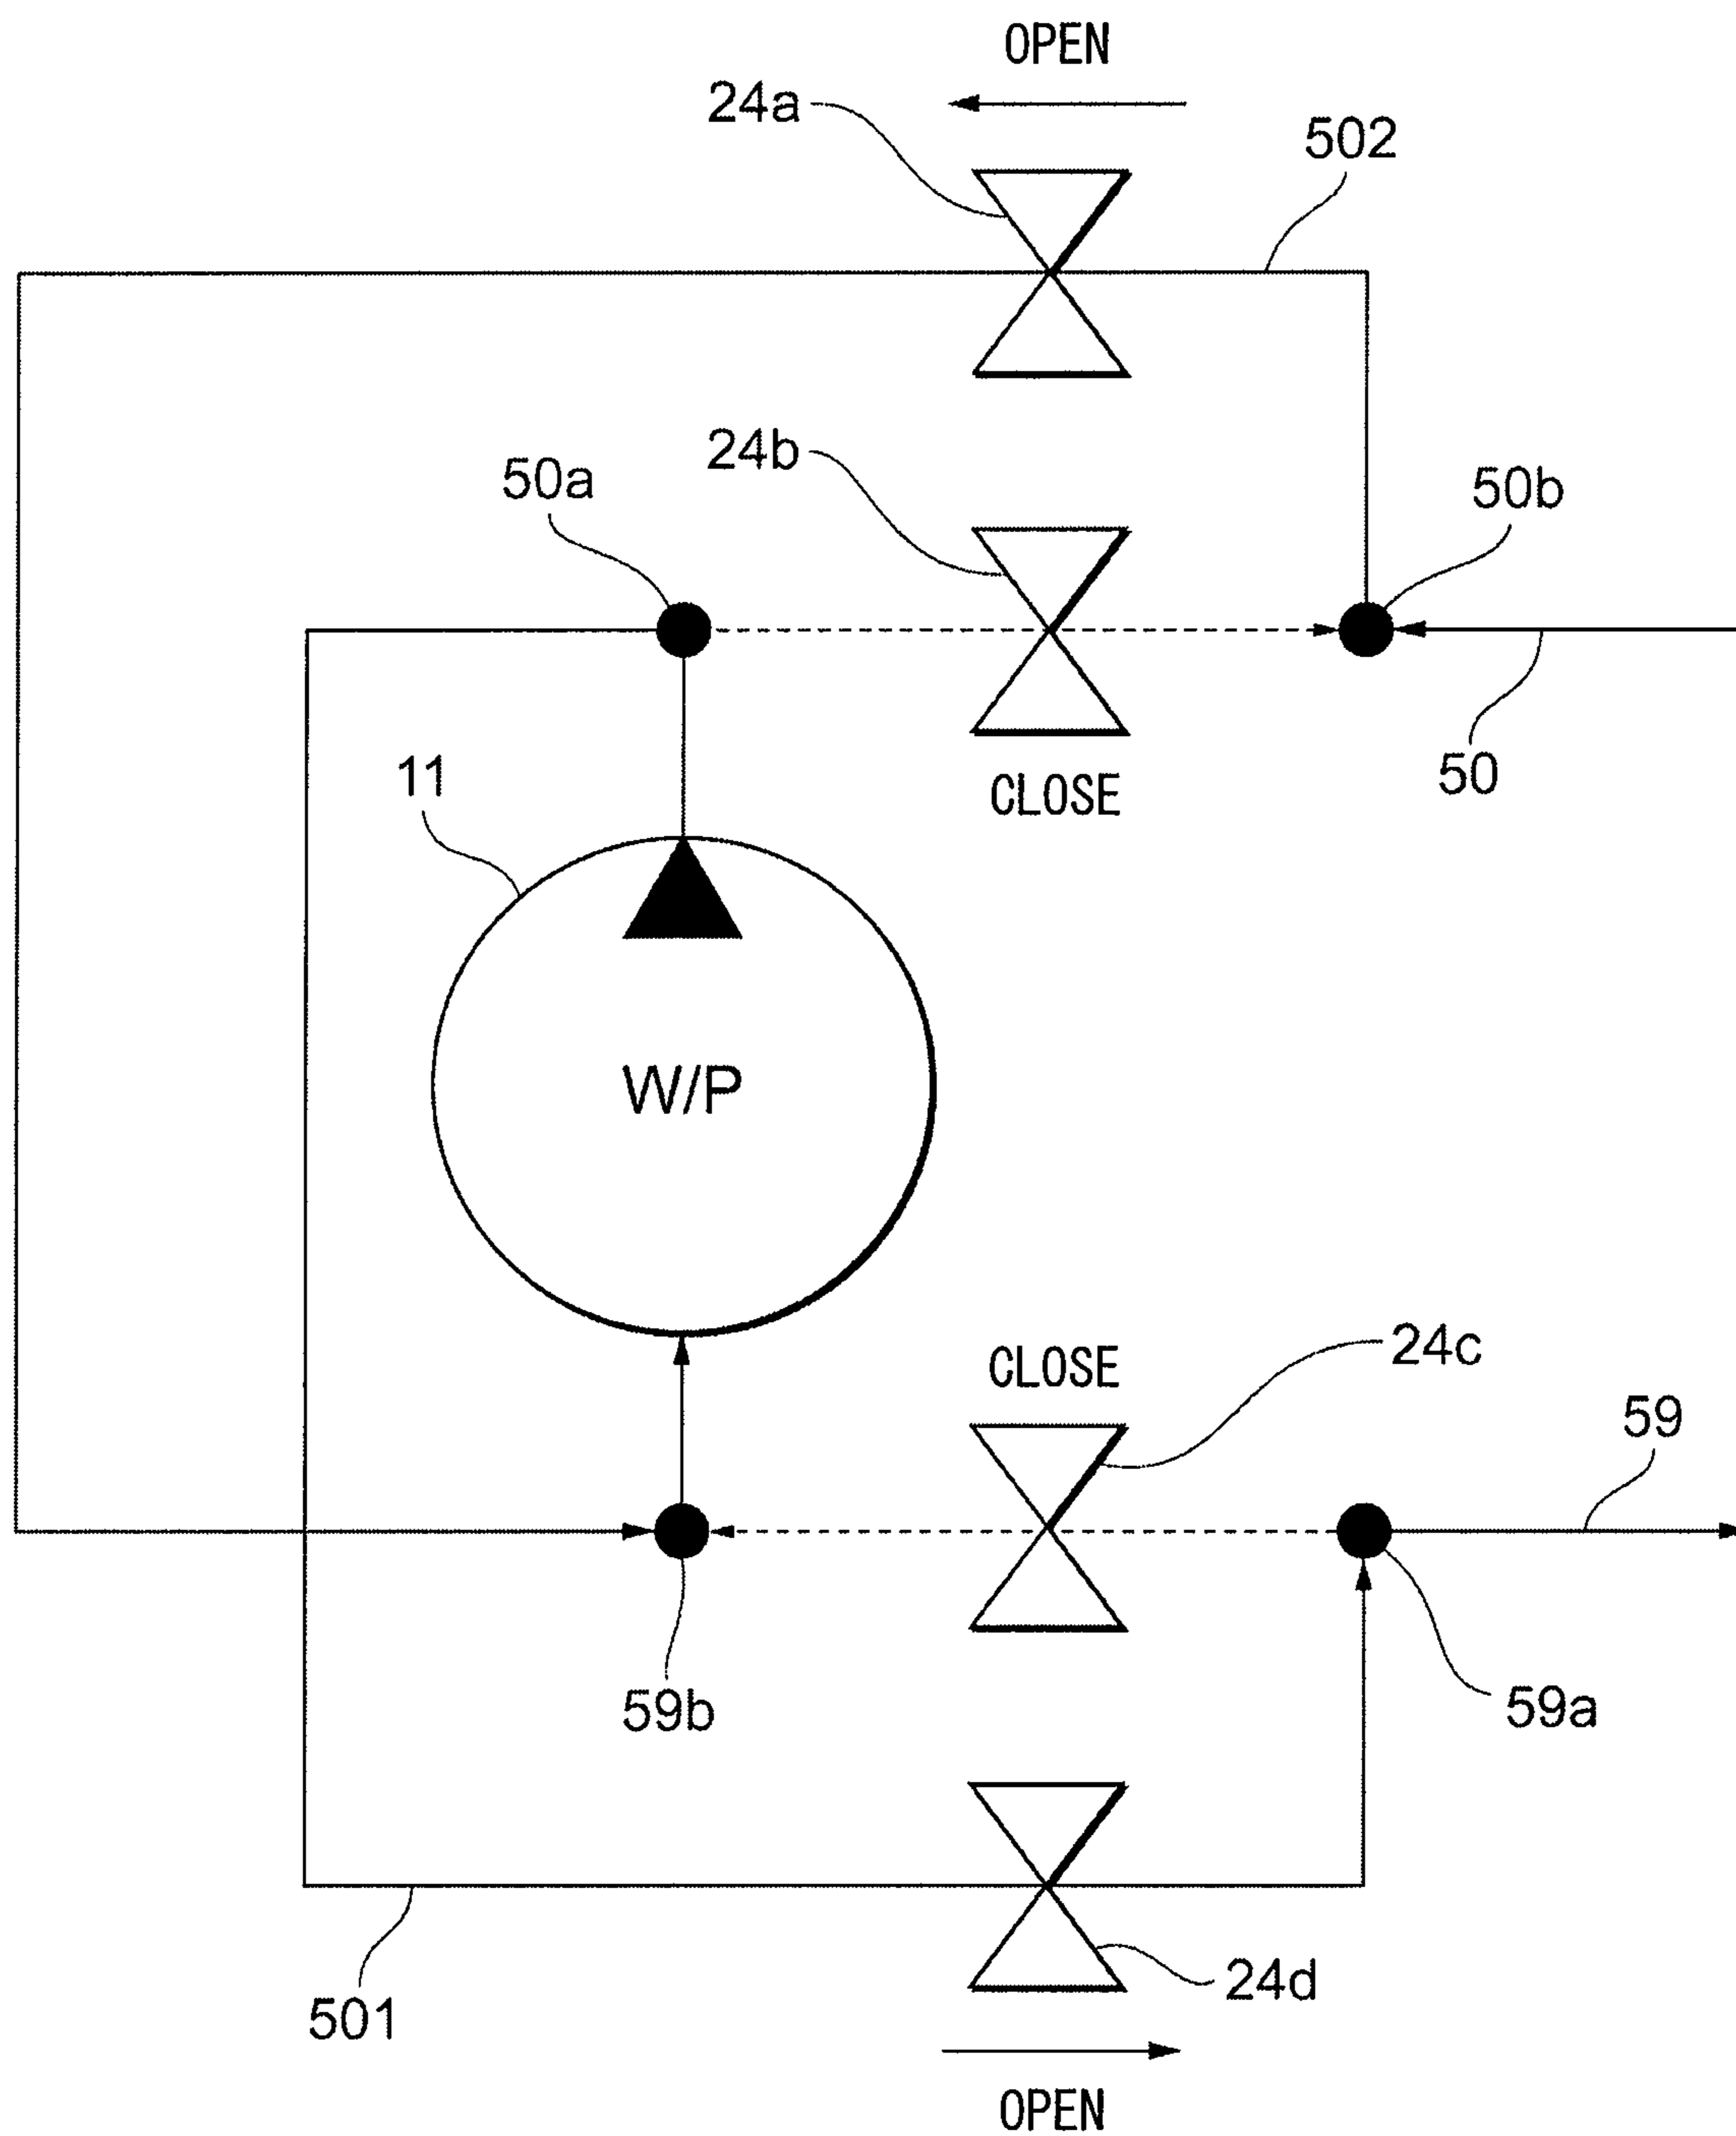 OPEN
24a
502
24b
50a
50b
50
CLOSE
11
W/P
CLOSE
24c
59
59b
59a
24d
501
OPEN